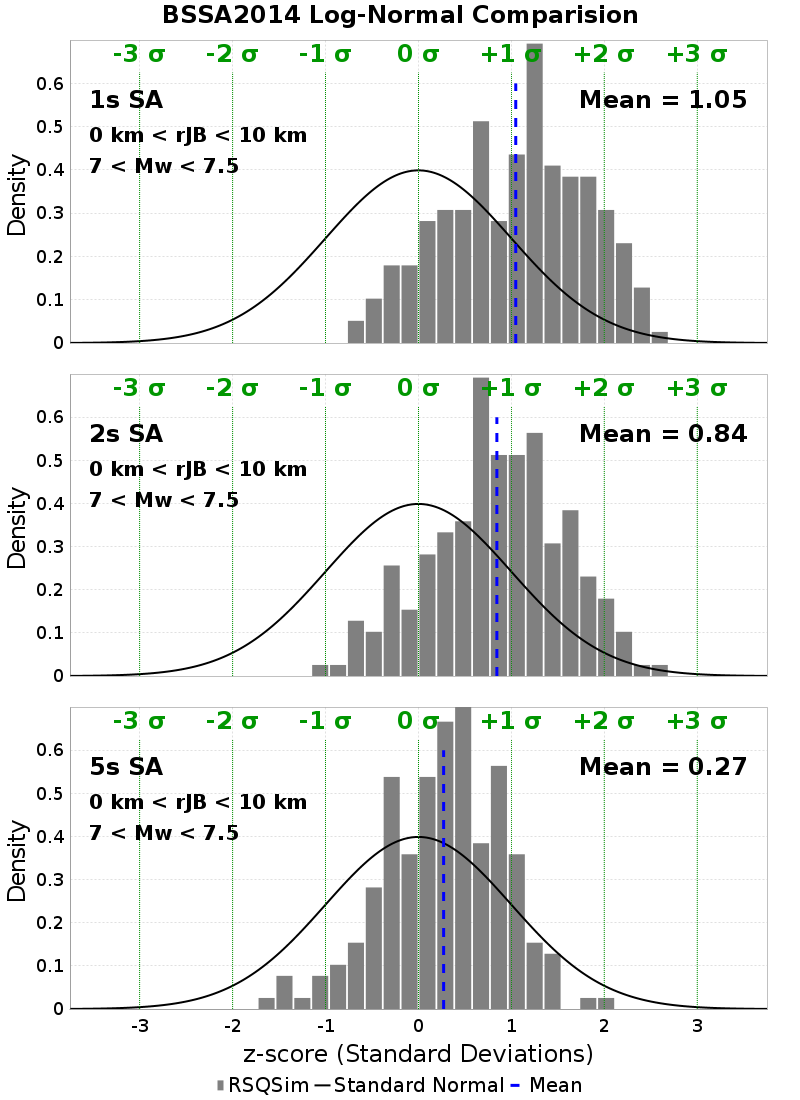 BSSA2014 Log-Normal Comparision
-3 σ -2 σ -1 σ 0 σ +1 σ +2 σ +3 σ
1s SA Mean = 1.05
0 km < rJB < 10 km
7 < Mw < 7.5
Density
0.6
0.5
0.4
0.3
0.2
0.1
0
-3 σ -2 σ -1 σ 0 σ +1 σ +2 σ +3 σ
2s SA Mean = 0.84
0 km < rJB < 10 km
7 < Mw < 7.5
Density
0.6
0.5
0.4
0.3
0.2
0.1
0
-3 σ -2 σ -1 σ 0 σ +1 σ +2 σ +3 σ
5s SA Mean = 0.27
0 km < rJB < 10 km
7 < Mw < 7.5
Density
0.6
0.5
0.4
0.3
0.2
0.1
0
-3 -2 -1 0 1 2 3
z-score (Standard Deviations)
RSQSim Standard Normal Mean